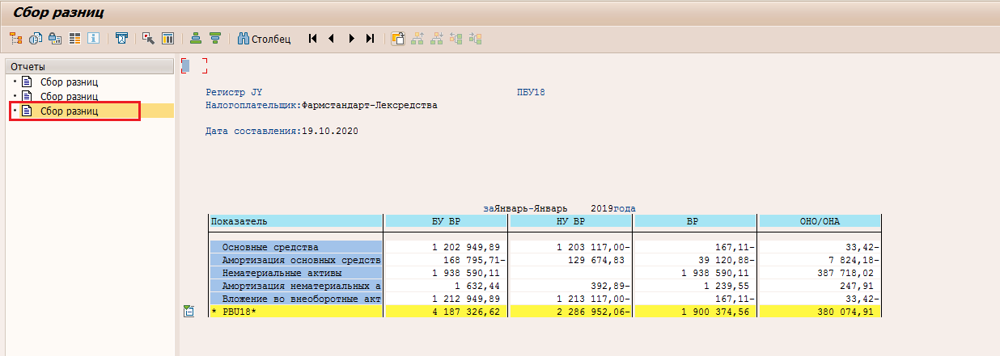 Сбор разниц
Столбец
Отчеты
Сбор разниц
Сбор разниц
Сбор разниц
Регистр JY ПБУ18
Налогоплательщик:Фармстандарт-Лексредства
Дата составления:19.10.2020
заЯнварь-Январь 2019года
Показатель БУ ВР НУ ВР ВР ОНО/ОНА
Основные средства 1 202 949,89 1 203 117,00- 167,11- 33,42-
Амортизация основных средств 168 795,71- 129 674,83 39 120,88- 7 824,18-
Нематериальные активы 1 938 590,11 1 938 590,11 387 718,02
Амортизация нематериальных а 1 632,44 392,89- 1 239,55 247,91
Вложение во внеоборотные акт 1 212 949,89 1 213 117,00- 167,11- 33,42-
* PBU18* 4 187 326,62 2 286 952,06- 1 900 374,56 380 074,91